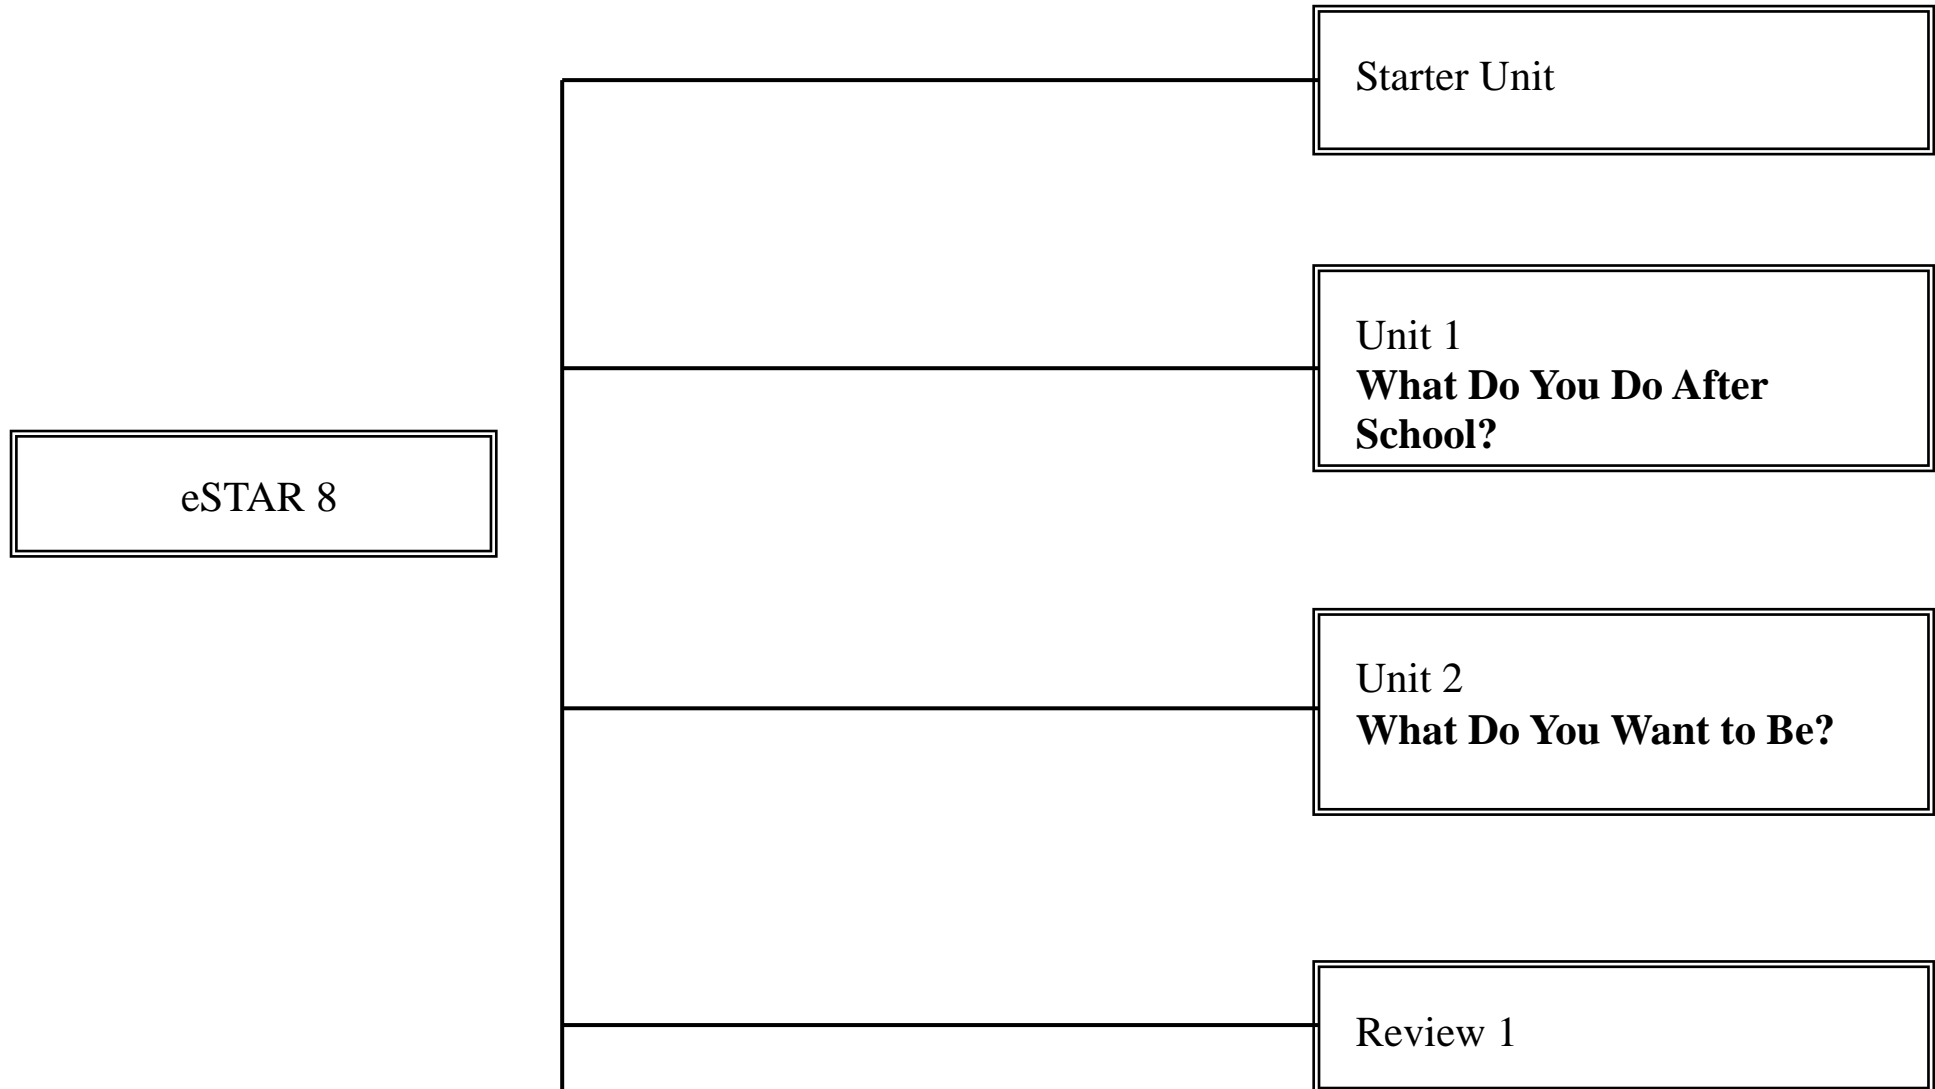 Starter Unit
Unit 1
What Do You Do After
School?
eSTAR 8
Unit 2
What Do You Want to Be?
Review 1